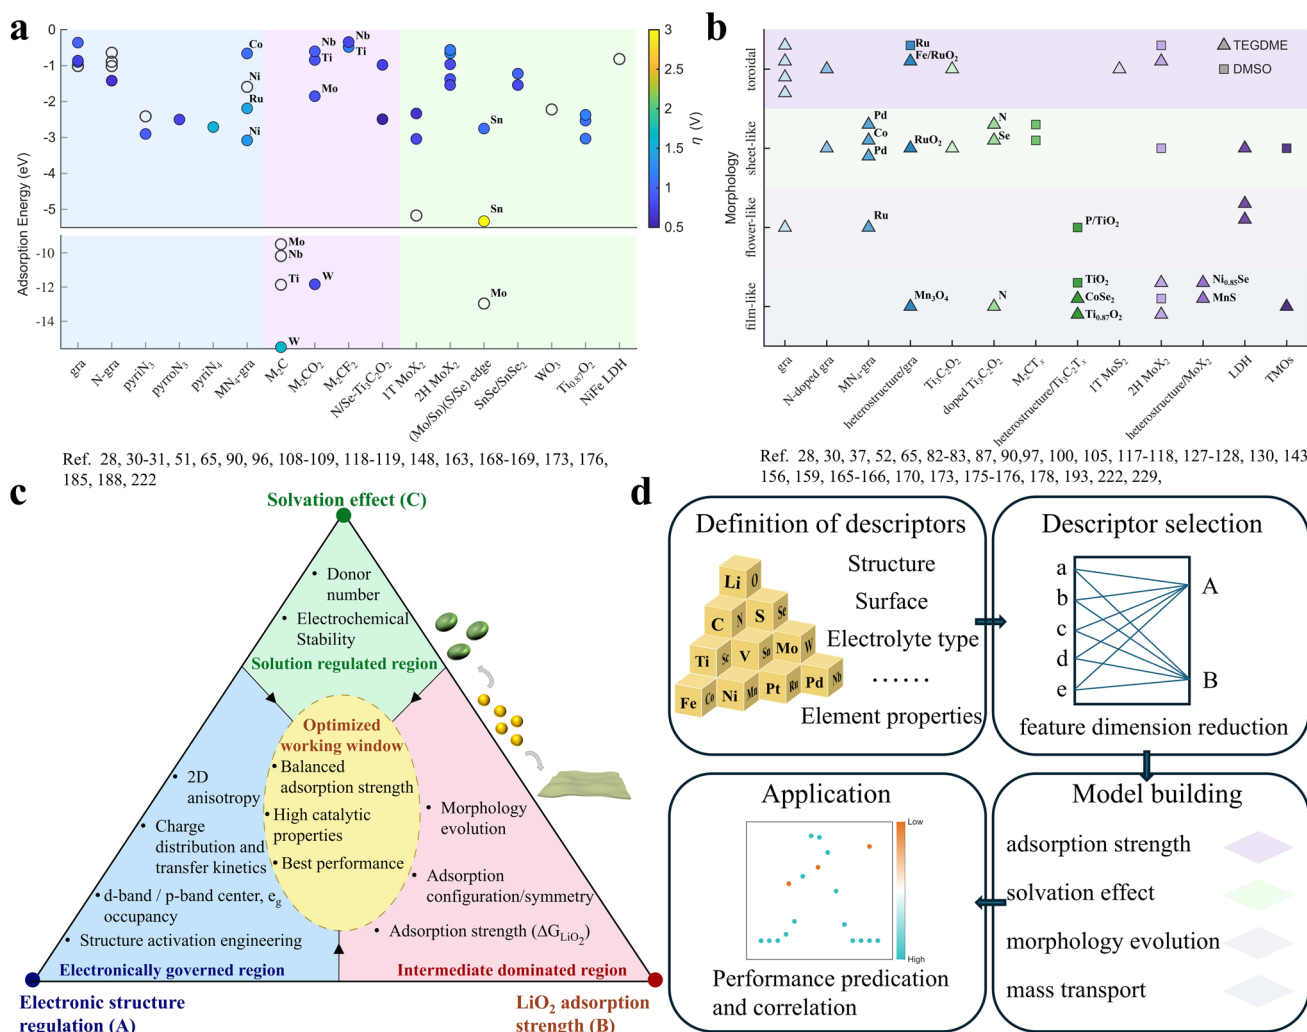 a
0
-1
-2
-3
-4
-5
-10
-12
-14
Adsorption Energy (eV)
Co
Ni
Ru
Ni
Mo
Nb
Ti
W
Nb
Ti
Mo
W
Nb
Ti
Sn
Sn
Mo
3
2.5
2
1.5
1
0.5
η (V)
gra
N-gra
pyriN₃
pyrroN₃
pyriN₄
MN₄-gra
M₂C
M₂CO₂
M₂CF₂
N/Se-Ti₃C₂O₂
1T MoX₂
2H MoX₂
(Mo/Sn)(S/Se) edge
SnSe/SnSe₂
WO₃
Ti₀.₈₇O₂
NiFe LDH
Ref. 28, 30-31, 51, 65, 90, 96, 108-109, 118-119, 148, 163, 168-169, 173, 176,
185, 188, 222
b
Morphology
toroidal
sheet-like
flower-like
film-like
TEGDME
DMSO
Ru
Fe/RuO₂
Pd
Co
Pd
RuO₂
N
Se
Ru
P/TiO₂
Mn₃O₄
N
TiO₂
CoSe₂
Ti₀.₈₇O₂
Ni₀.₈₅Se
MnS
gra
N-doped gra
MN₄-gra
heterostructure/gra
Ti₃C₂O₂
doped Ti₃C₂O₂
M₂CTₓ
heterostructure/Ti₃C₂Tₓ
1T MoS₂
2H MoX₂
heterostructure/MoX₂
LDH
TMOs
Ref. 28, 30, 37, 52, 65, 82-83, 87, 90,97, 100, 105, 117-118, 127-128, 130, 143
156, 159, 165-166, 170, 173, 175-176, 178, 193, 222, 229,
c
Solvation effect (C)
• Donor
number
• Electrochemical
Stability
Solution regulated region
Optimized
working window
• Balanced
adsorption strength
• High catalytic
properties
• Best performance
• 2D
anisotropy
• Charge
distribution and
transfer kinetics
• d-band / p-band center, e_g
occupancy
• Structure activation engineering
Electronically governed region
• Morphology
evolution
• Adsorption
configuration/symmetry
• Adsorption strength (ΔG_LiO₂)
Intermediate dominated region
Electronic structure
regulation (A)
LiO₂ adsorption
strength (B)
d
Definition of descriptors
Li O
C N S Se
Ti Sc V Sn Mo W
Fe Co Ni Mn Pt Ru Pd Nb
Structure
Surface
Electrolyte type
......
Element properties
Descriptor selection
a
b
c
d
e
A
B
feature dimension reduction
Application
Low
High
Performance predication
and correlation
Model building
adsorption strength
solvation effect
morphology evolution
mass transport